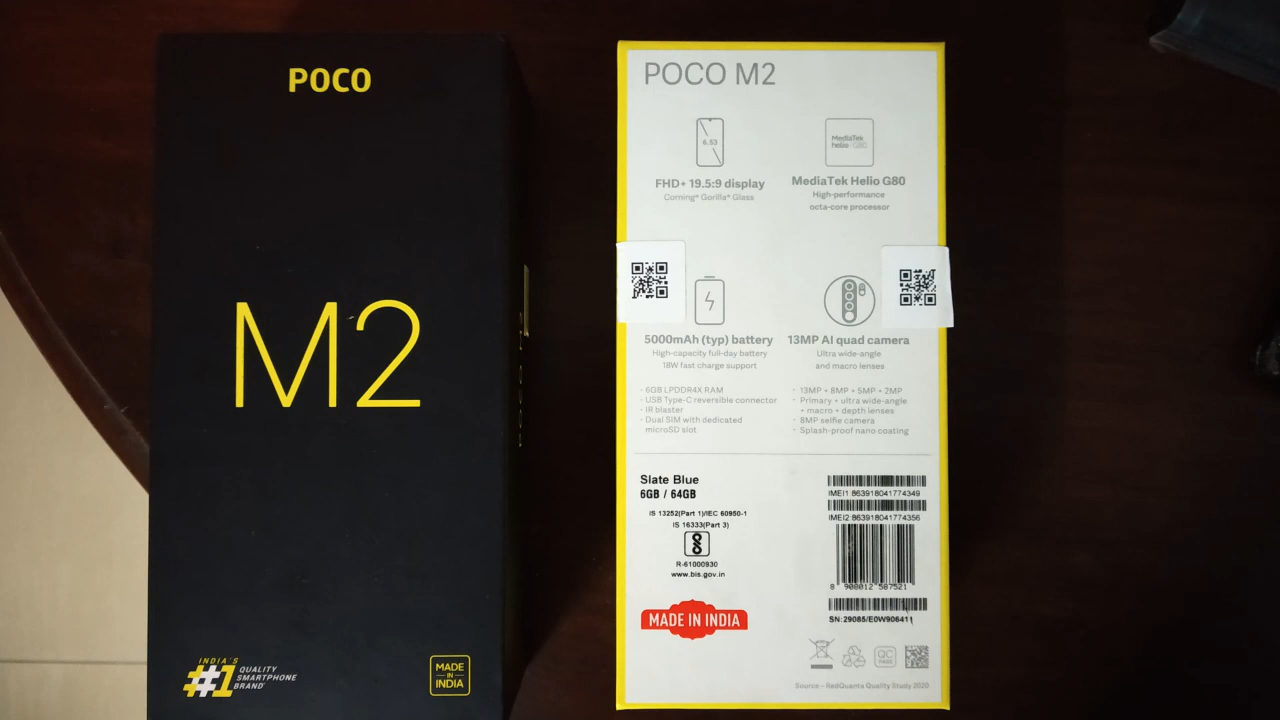 POCO
M2
INDIA'S
#1 QUALITY
SMARTPHONE
BRAND
MADE
IN
INDIA
POCO M2
6.53
MediaTek
helio G80
FHD+ 19.5:9 display
Corning® Gorilla® Glass
MediaTek Helio G80
High-performance
octa-core processor
5000mAh (typ) battery
High-capacity full-day battery
18W fast charge support
13MP AI quad camera
Ultra wide-angle
and macro lenses
· 6GB LPDDR4X RAM
· USB Type-C reversible connector
· IR blaster
· Dual SIM with dedicated
microSD slot
· 13MP + 8MP + 5MP + 2MP
· Primary + ultra wide-angle
+ macro + depth lenses
· 8MP selfie camera
· Splash-proof nano coating
Slate Blue
6GB / 64GB
IS 13252(Part 1)/IEC 60950-1
IS 16333(Part 3)
R-61000930
www.bis.gov.in
MADE IN INDIA
IMEI1 863918041774349
IMEI2 863918041774356
8 900012 587521
SN: 29085/E0W906411
QC
PASS
Source – RedQuanta Quality Study 2020